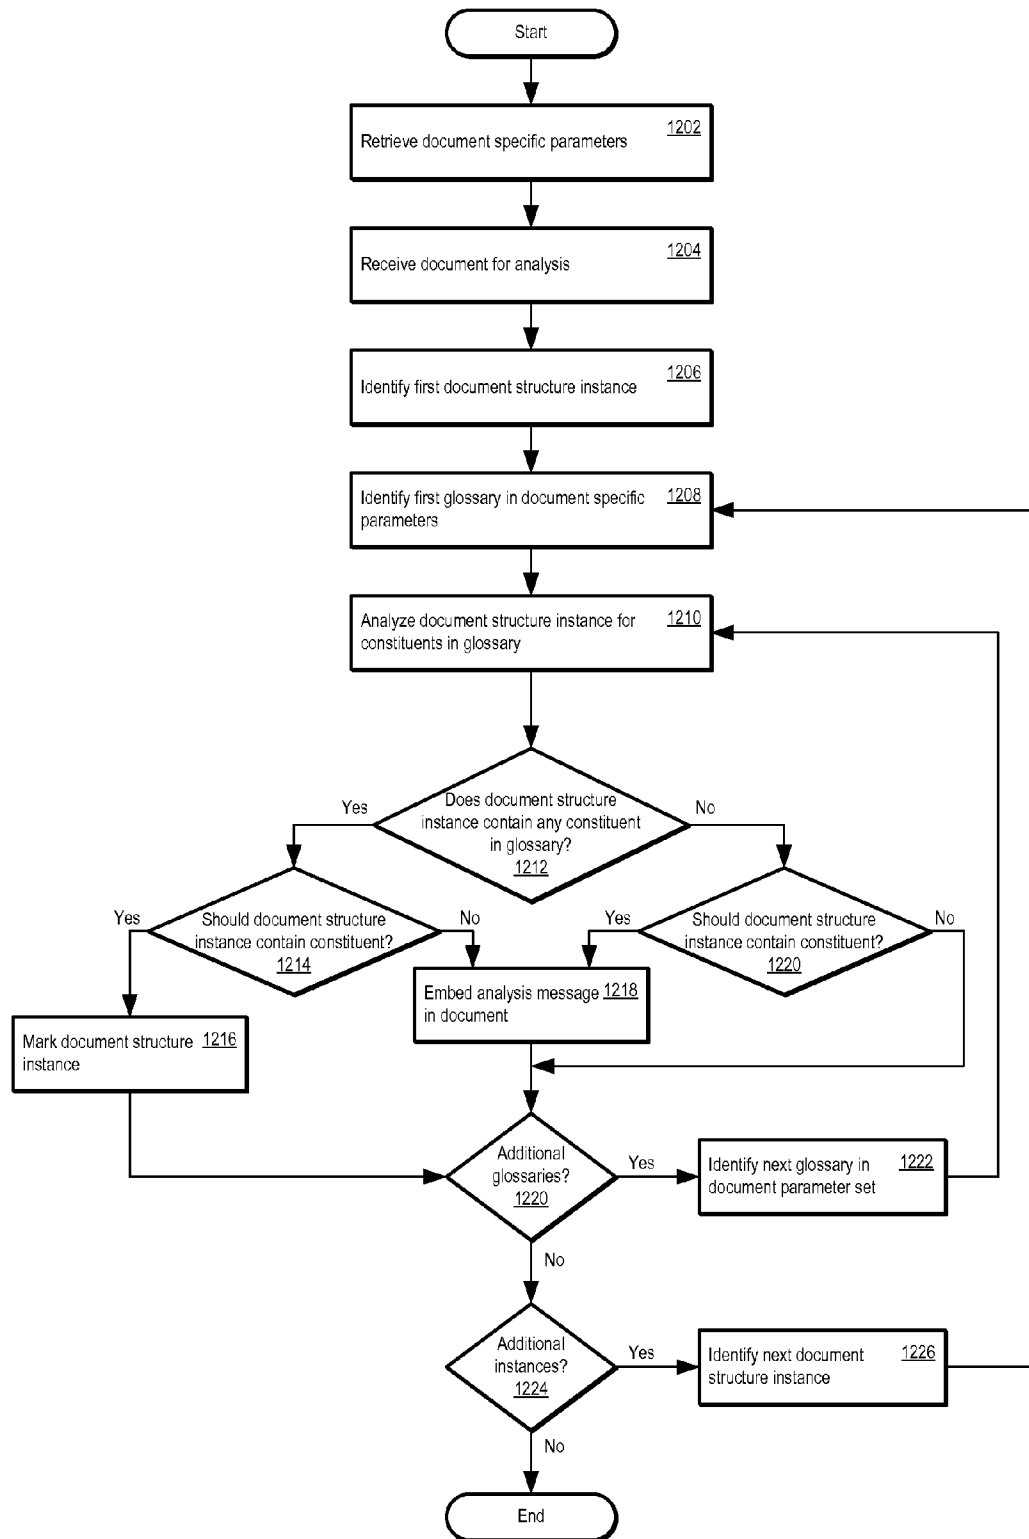 Start
Retrieve document specific parameters
1202
Receive document for analysis
1204
Identify first document structure instance
1206
Identify first glossary in document specific
parameters
1208
Analyze document structure instance for
constituents in glossary
1210
Does document structure
instance contain any constituent
in glossary?
1212
Yes
No
Should document structure
instance contain constituent?
1214
Yes
No
Should document structure
instance contain constituent?
1220
Yes
No
Mark document structure
instance
1216
Embed analysis message
in document
1218
Additional
glossaries?
1220
Yes
Identify next glossary in
document parameter set
1222
No
Additional
instances?
1224
Yes
Identify next document
structure instance
1226
No
End